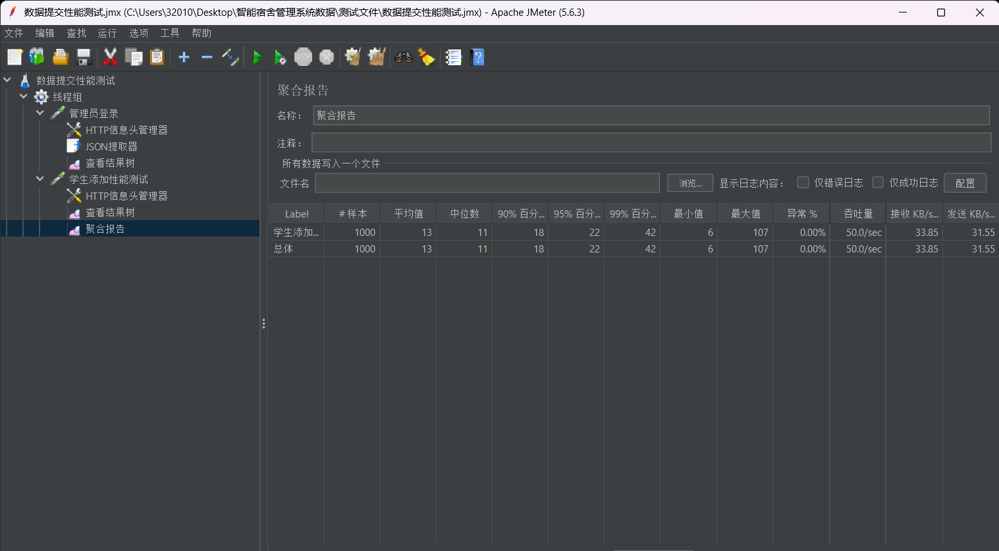 数据提交性能测试.jmx (C:\Users\32010\Desktop\智能宿舍管理系统数据\测试文件\数据提交性能测试.jmx) - Apache JMeter (5.6.3)
文件 编辑 查找 运行 选项 工具 帮助
STOP
数据提交性能测试
线程组
管理员登录
HTTP信息头管理器
JSON提取器
查看结果树
学生添加性能测试
HTTP信息头管理器
查看结果树
聚合报告
聚合报告
名称： 聚合报告
注释：
所有数据写入一个文件
文件名 浏览... 显示日志内容： 仅错误日志 仅成功日志 配置
Label # 样本 平均值 中位数 90% 百分... 95% 百分... 99% 百分... 最小值 最大值 异常 % 吞吐量 接收 KB/s... 发送 KB/s...
学生添加... 1000 13 11 18 22 42 6 107 0.00% 50.0/sec 33.85 31.55
总体 1000 13 11 18 22 42 6 107 0.00% 50.0/sec 33.85 31.55